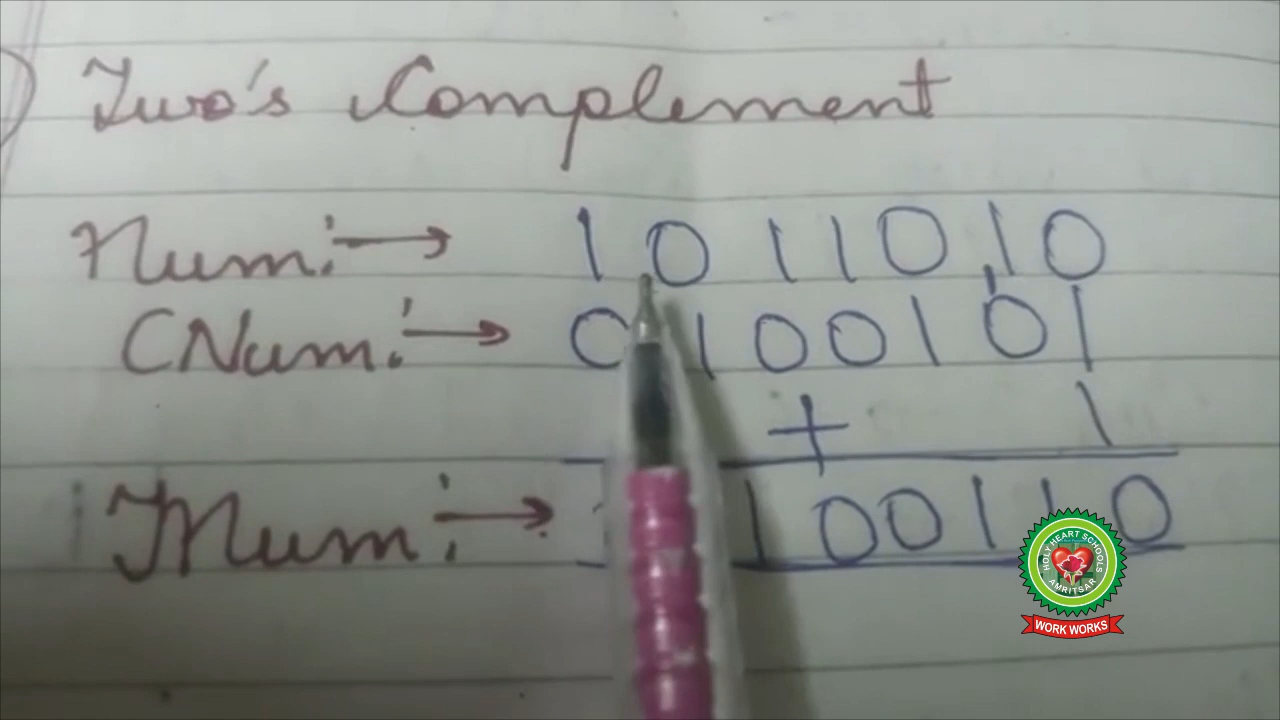 Two's Complement
Num: → 1011010
CNum: → 0100101
+ 1
TNum: → 100110
HOLY HEART SCHOOLS
AMRITSAR
WORK WORKS